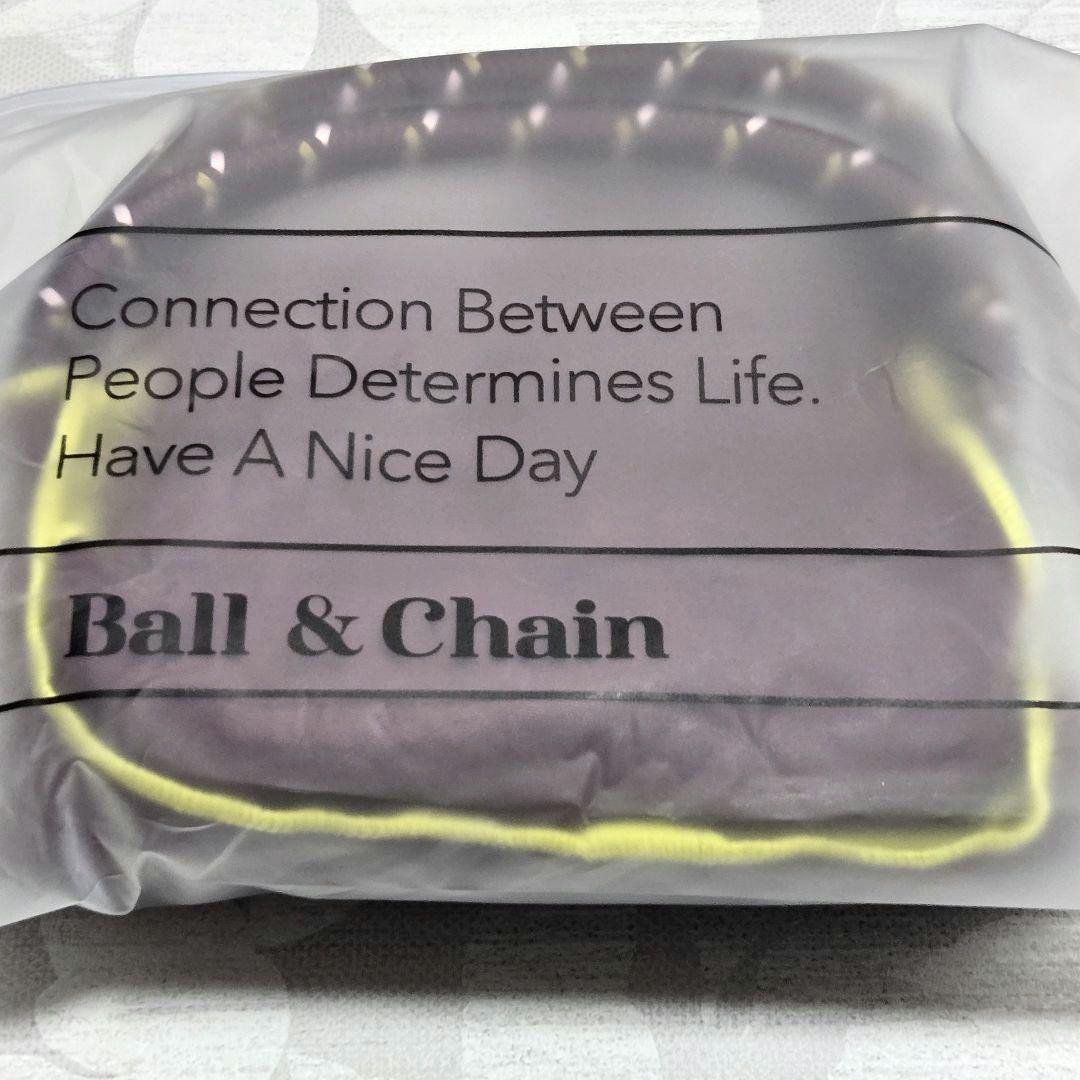 Connection Between
People Determines Life.
Have A Nice Day
Ball & Chain